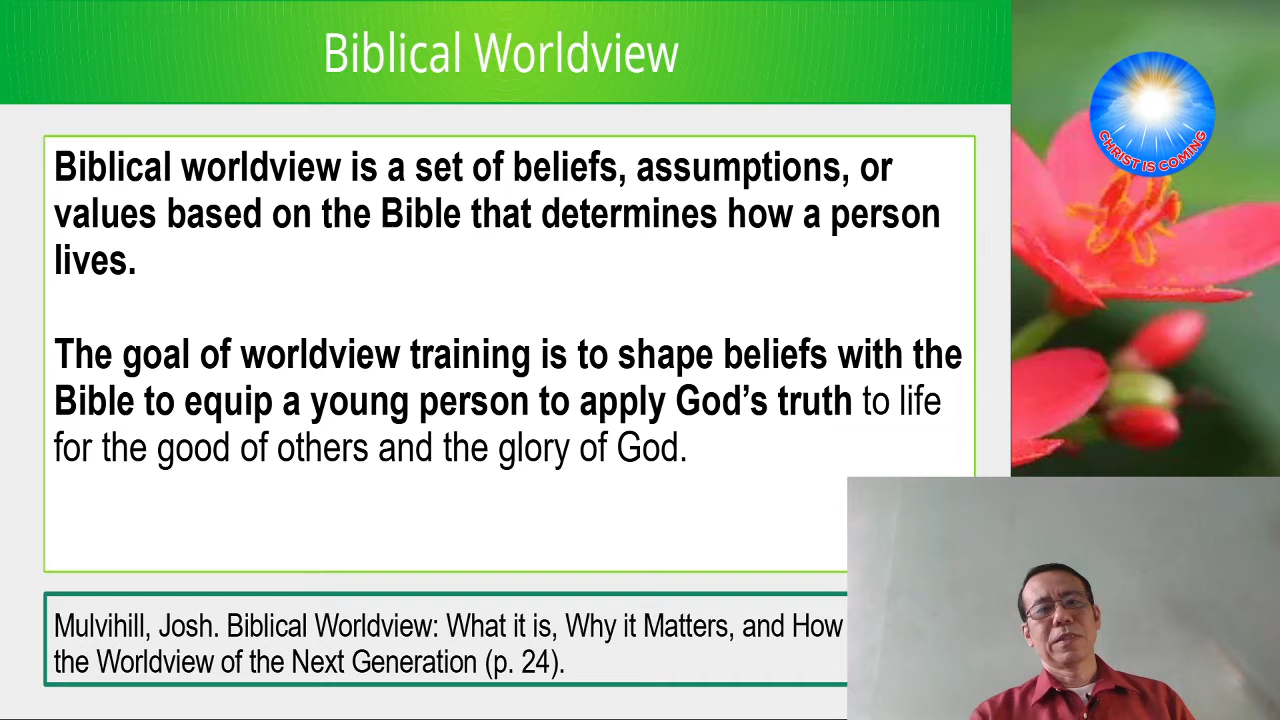 Biblical Worldview
CHRIST IS COMING
Biblical worldview is a set of beliefs, assumptions, or
values based on the Bible that determines how a person
lives.
The goal of worldview training is to shape beliefs with the
Bible to equip a young person to apply God’s truth to life
for the good of others and the glory of God.
Mulvihill, Josh. Biblical Worldview: What it is, Why it Matters, and How
the Worldview of the Next Generation (p. 24).